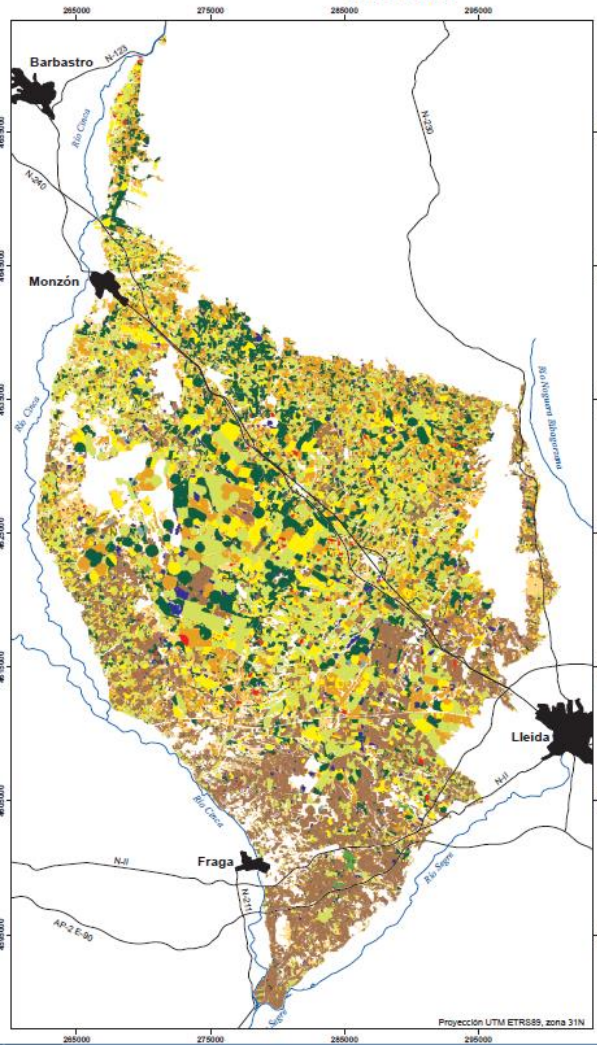 265000
275000
285000
295000
Barbastro
N-123
Río Cinca
N-230
N-240
Monzón
Río Cinca
Río Noguera Ribagorzana
4635000
4625000
Lleida
N-II
Río Cinca
Fraga
N-II
Río Segre
N-211
AP-2 E-90
Segre
Proyección UTM ETRS89, zona 31N
265000
275000
285000
295000